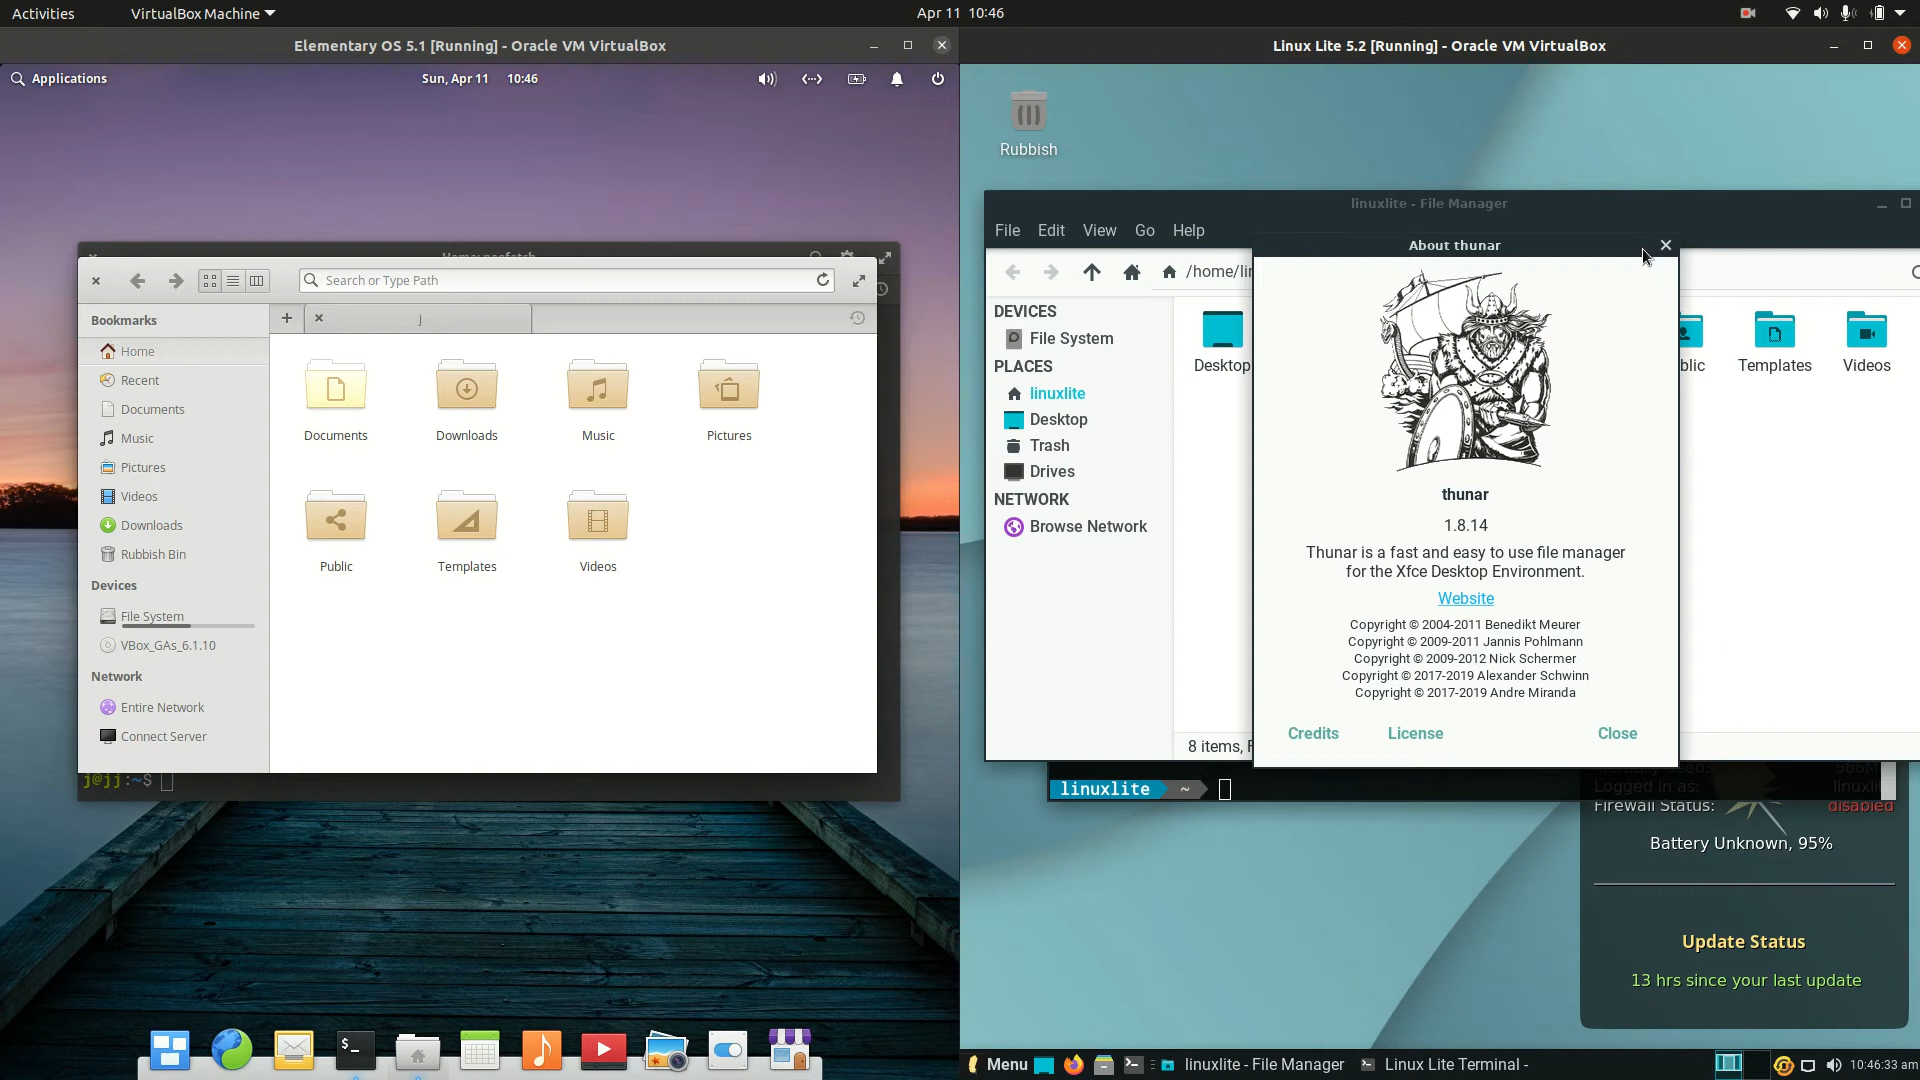 Activities
VirtualBox Machine
Apr 11 10:46
Elementary OS 5.1 [Running] - Oracle VM VirtualBox
Applications
Sun, Apr 11 10:46
Search or Type Path
Bookmarks
j
Home
Recent
Documents
Music
Pictures
Videos
Downloads
Rubbish Bin
Devices
File System
VBox_GAs_6.1.10
Network
Entire Network
Connect Server
Documents
Downloads
Music
Pictures
Public
Templates
Videos
j@jj:~$
Linux Lite 5.2 [Running] - Oracle VM VirtualBox
Rubbish
linuxlite - File Manager
File Edit View Go Help
/home/lin
DEVICES
File System
PLACES
linuxlite
Desktop
Trash
Drives
NETWORK
Browse Network
Desktop
blic
Templates
Videos
8 items, F
About thunar
thunar
1.8.14
Thunar is a fast and easy to use file manager
for the Xfce Desktop Environment.
Website
Copyright © 2004-2011 Benedikt Meurer
Copyright © 2009-2011 Jannis Pohlmann
Copyright © 2009-2012 Nick Schermer
Copyright © 2017-2019 Alexander Schwinn
Copyright © 2017-2019 Andre Miranda
Credits
License
Close
linuxlite ~
Logged in as: linuxli
Firewall Status: disabled
Battery Unknown, 95%
Update Status
13 hrs since your last update
Menu
linuxlite - File Manager
Linux Lite Terminal -
10:46:33 am